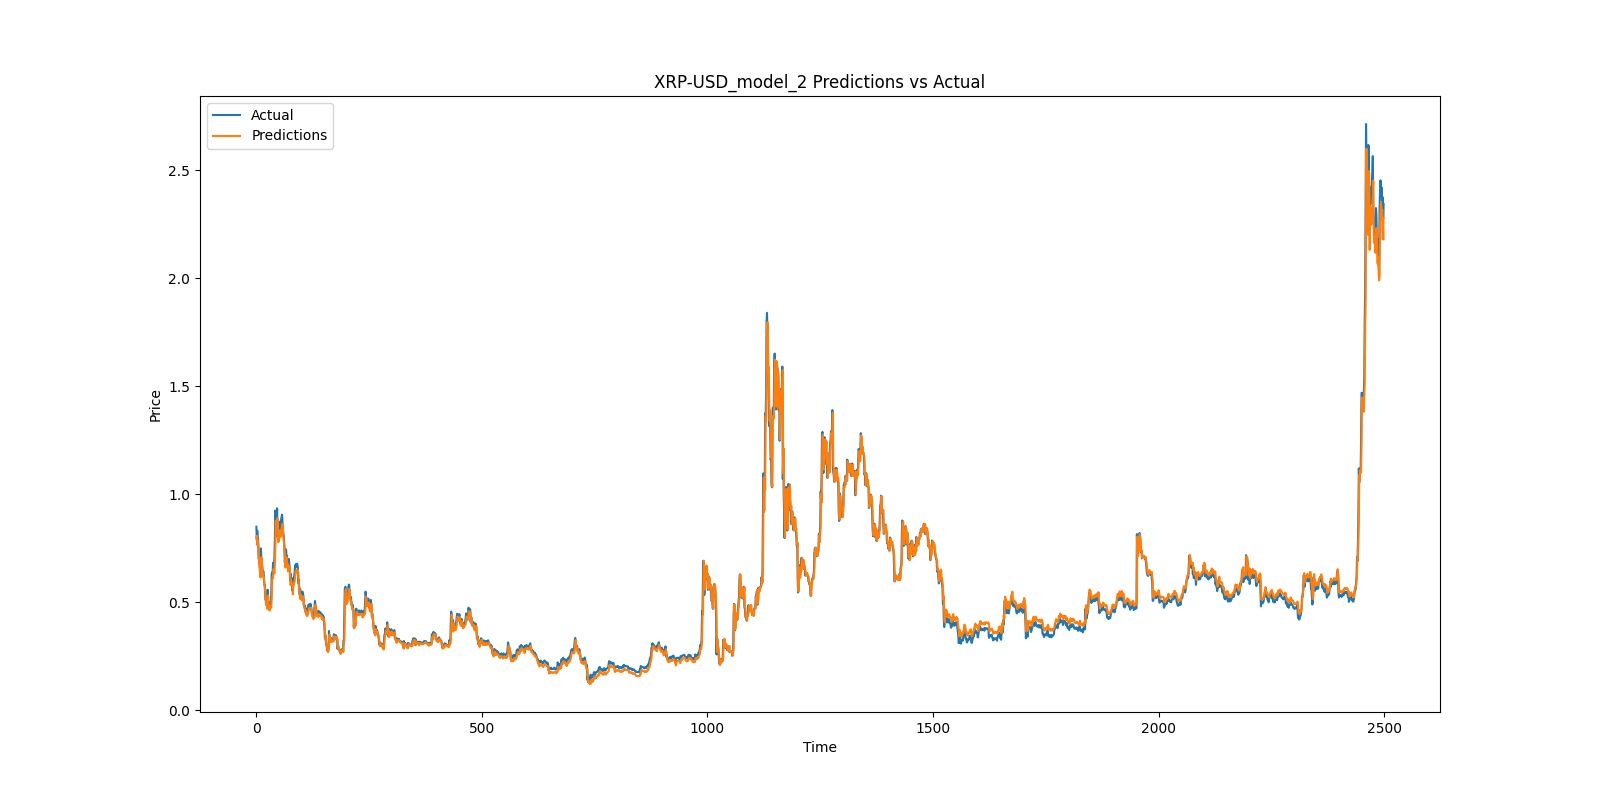 XRP-USD_model_2 Predictions vs Actual
Actual
Predictions
Price
2.5
2.0
1.5
1.0
0.5
0.0
0 500 1000 1500 2000 2500
Time